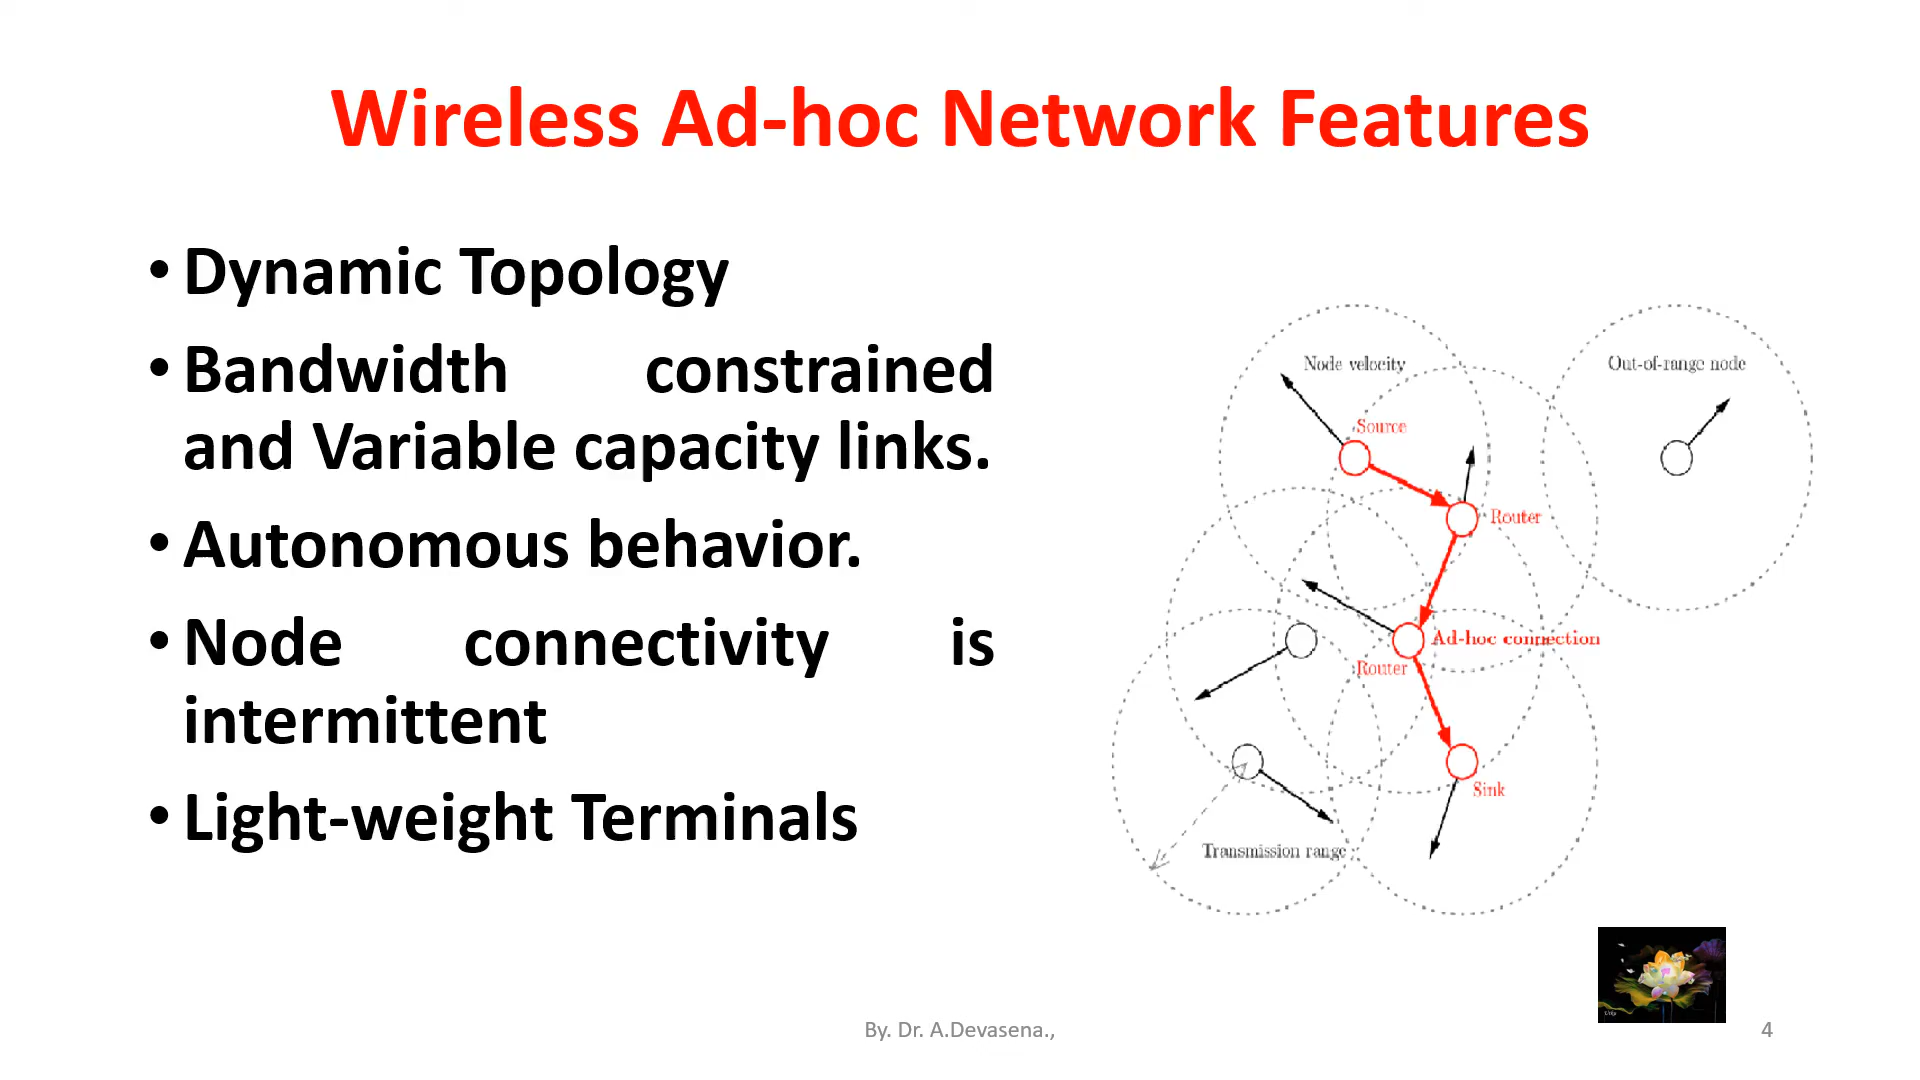 Wireless Ad-hoc Network Features
• Dynamic Topology
• Bandwidth constrained
and Variable capacity links.
• Autonomous behavior.
• Node connectivity is
intermittent
• Light-weight Terminals
Node velocity
Out-of-range node
Source
Router
Ad-hoc connection
Router
Sink
Transmission range
By. Dr. A.Devasena.,
4